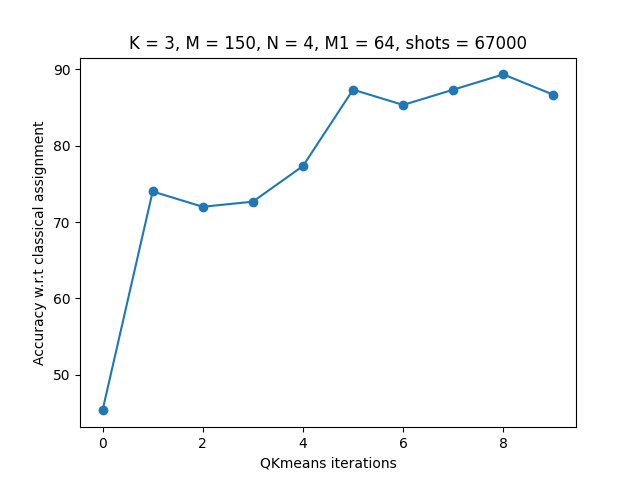 K = 3, M = 150, N = 4, M1 = 64, shots = 67000
Accuracy w.r.t classical assignment
90
80
70
60
50
0 2 4 6 8
QKmeans iterations